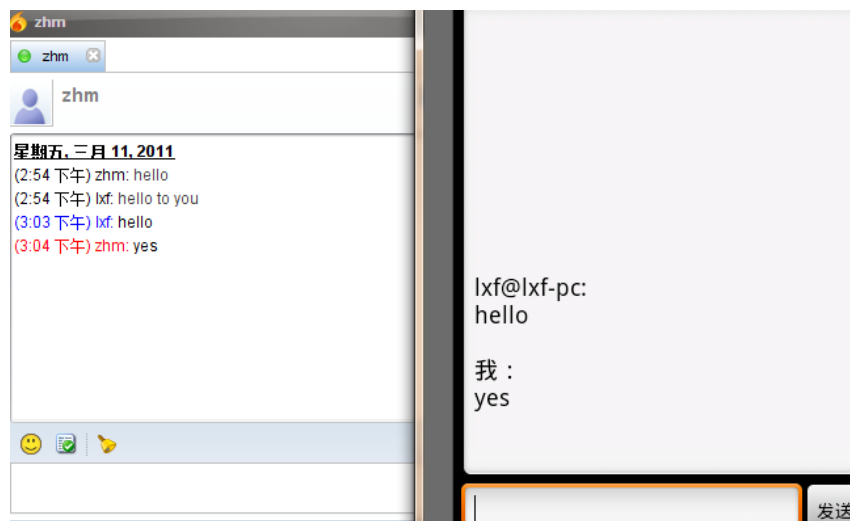 zhm
zhm
zhm
星期五, 三月 11, 2011
(2:54 下午) zhm: hello
(2:54 下午) lxf: hello to you
(3:03 下午) lxf: hello
(3:04 下午) zhm: yes
lxf@lxf-pc:
hello
我：
yes
发送